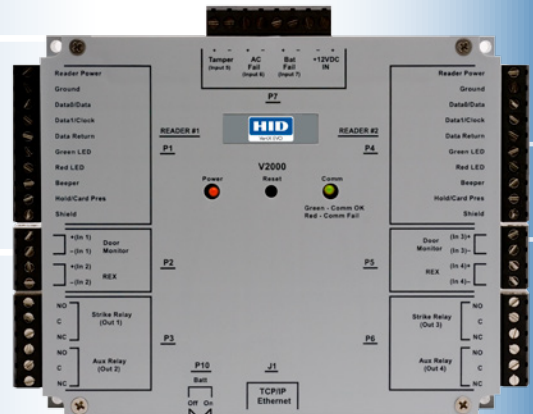 + - + - + - - +
Tamper AC Bat +12VDC
(Input 5) Fail Fail IN
(Input 6) (Input 7)
P7
Reader Power
Ground
Data0/Data
Data1/Clock
Data Return
Green LED
Red LED
Beeper
Hold/Card Pres
Shield
READER #1
P1
HID
VertX EVO
V2000
Power
Reset
Comm
Green - Comm OK
Red - Comm Fail
READER #2
P4
Reader Power
Ground
Data0/Data
Data1/Clock
Data Return
Green LED
Red LED
Beeper
Hold/Card Pres
Shield
+(In 1) Door
-(In 1) Monitor
+(In 2) REX
-(In 2)
P2
Door (In 3)+
Monitor (In 3)-
REX (In 4)+
(In 4)-
P5
NO
C Strike Relay
(Out 1)
NC
NO
C Aux Relay
(Out 2)
NC
P3
NO
Strike Relay C
(Out 3)
NC
NO
Aux Relay C
(Out 4)
NC
P6
P10
Batt
Off On
J1
TCP/IP
Ethernet